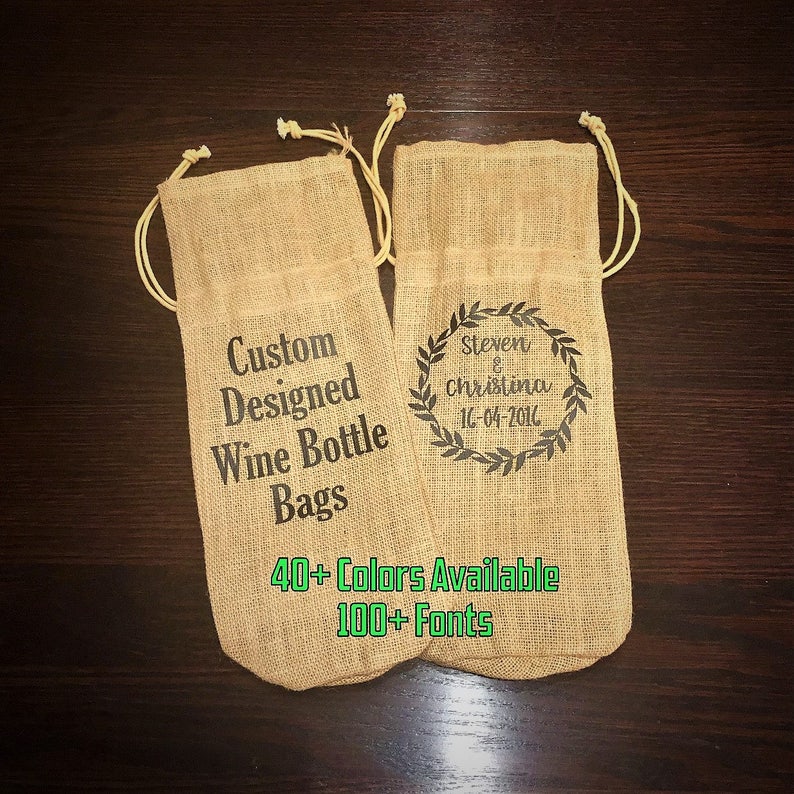 Custom
Designed
Wine Bottle
Bags
Steven
&
Christina
16-04-2016
40+ Colors Available
100+ Fonts